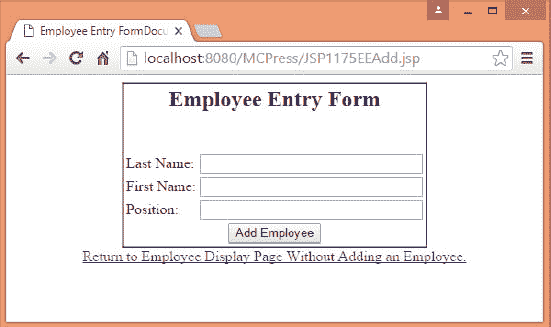 Employee Entry FormDocu
localhost:8080/MCPress/JSP1175EEAdd.jsp
Employee Entry Form
Last Name:
First Name:
Position:
Add Employee
Return to Employee Display Page Without Adding an Employee.